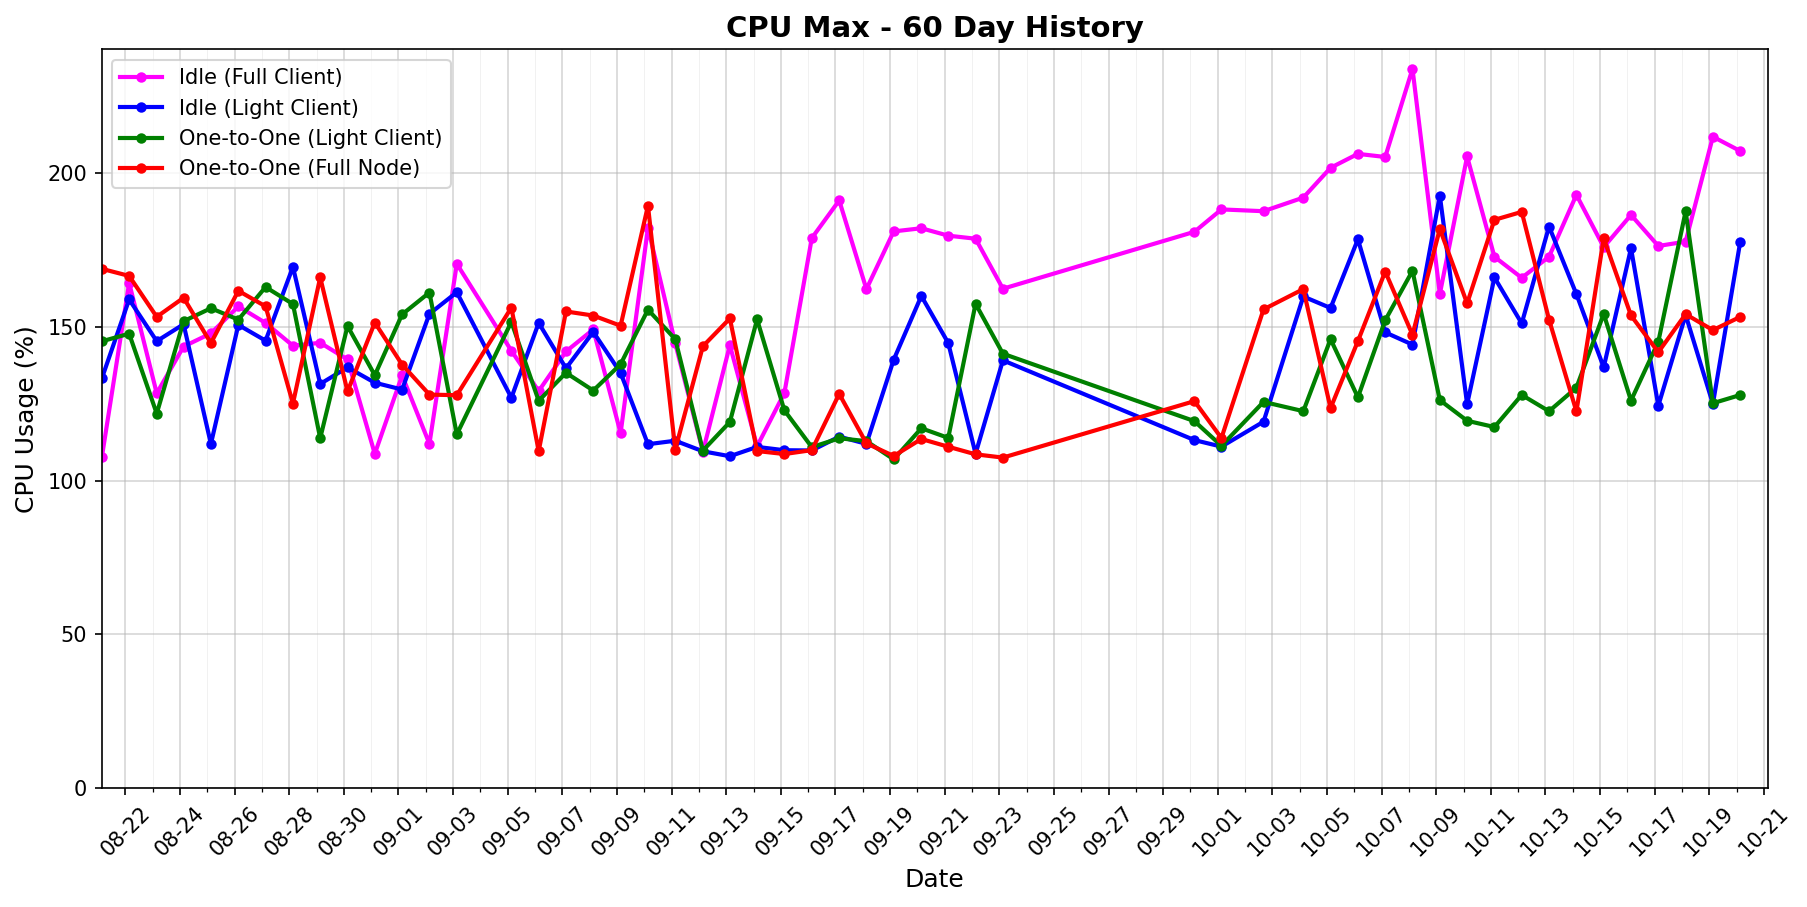 CPU Max - 60 Day History
Idle (Full Client)
Idle (Light Client)
One-to-One (Light Client)
One-to-One (Full Node)
CPU Usage (%)
200
150
100
50
0
08-22 08-24 08-26 08-28 08-30 09-01 09-03 09-05 09-07 09-09 09-11 09-13 09-15 09-17 09-19 09-21 09-23 09-25 09-27 09-29 10-01 10-03 10-05 10-07 10-09 10-11 10-13 10-15 10-17 10-19 10-21
Date